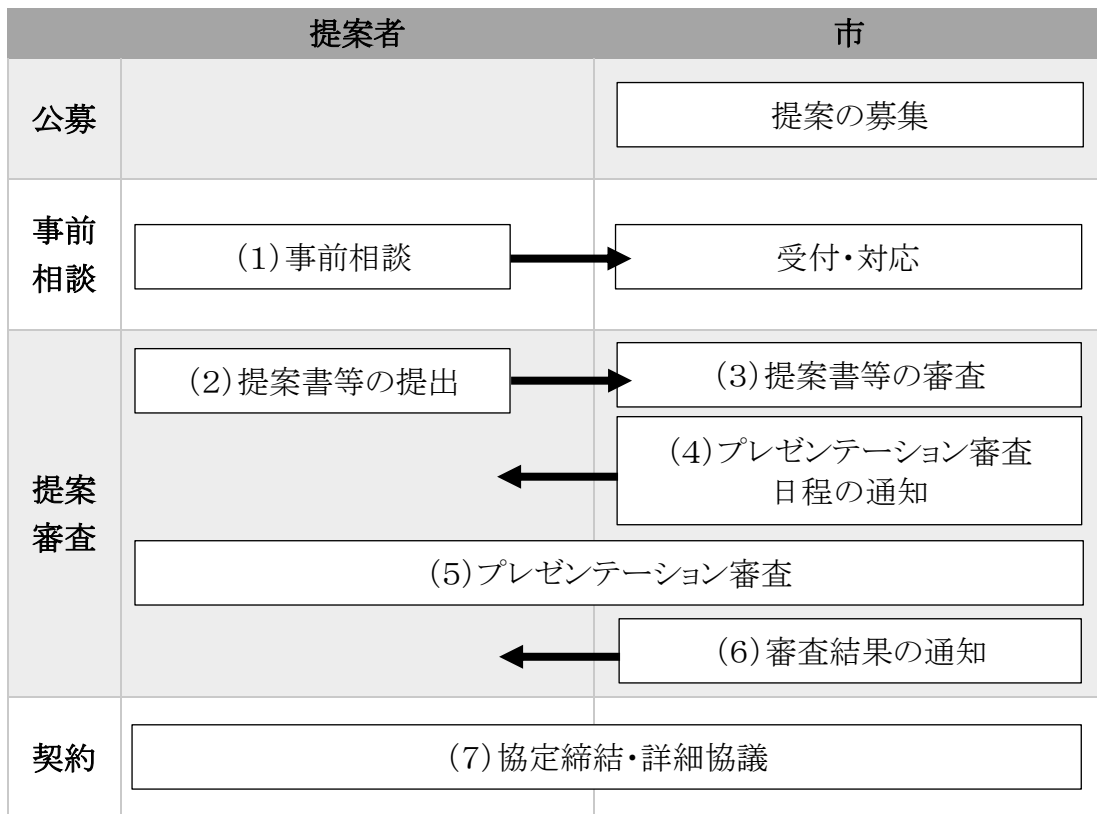 提案者
市
公募
提案の募集
事前
相談
(1)事前相談
受付・対応
提案
審査
(2)提案書等の提出
(3)提案書等の審査
(4)プレゼンテーション審査
日程の通知
(5)プレゼンテーション審査
(6)審査結果の通知
契約
(7)協定締結・詳細協議